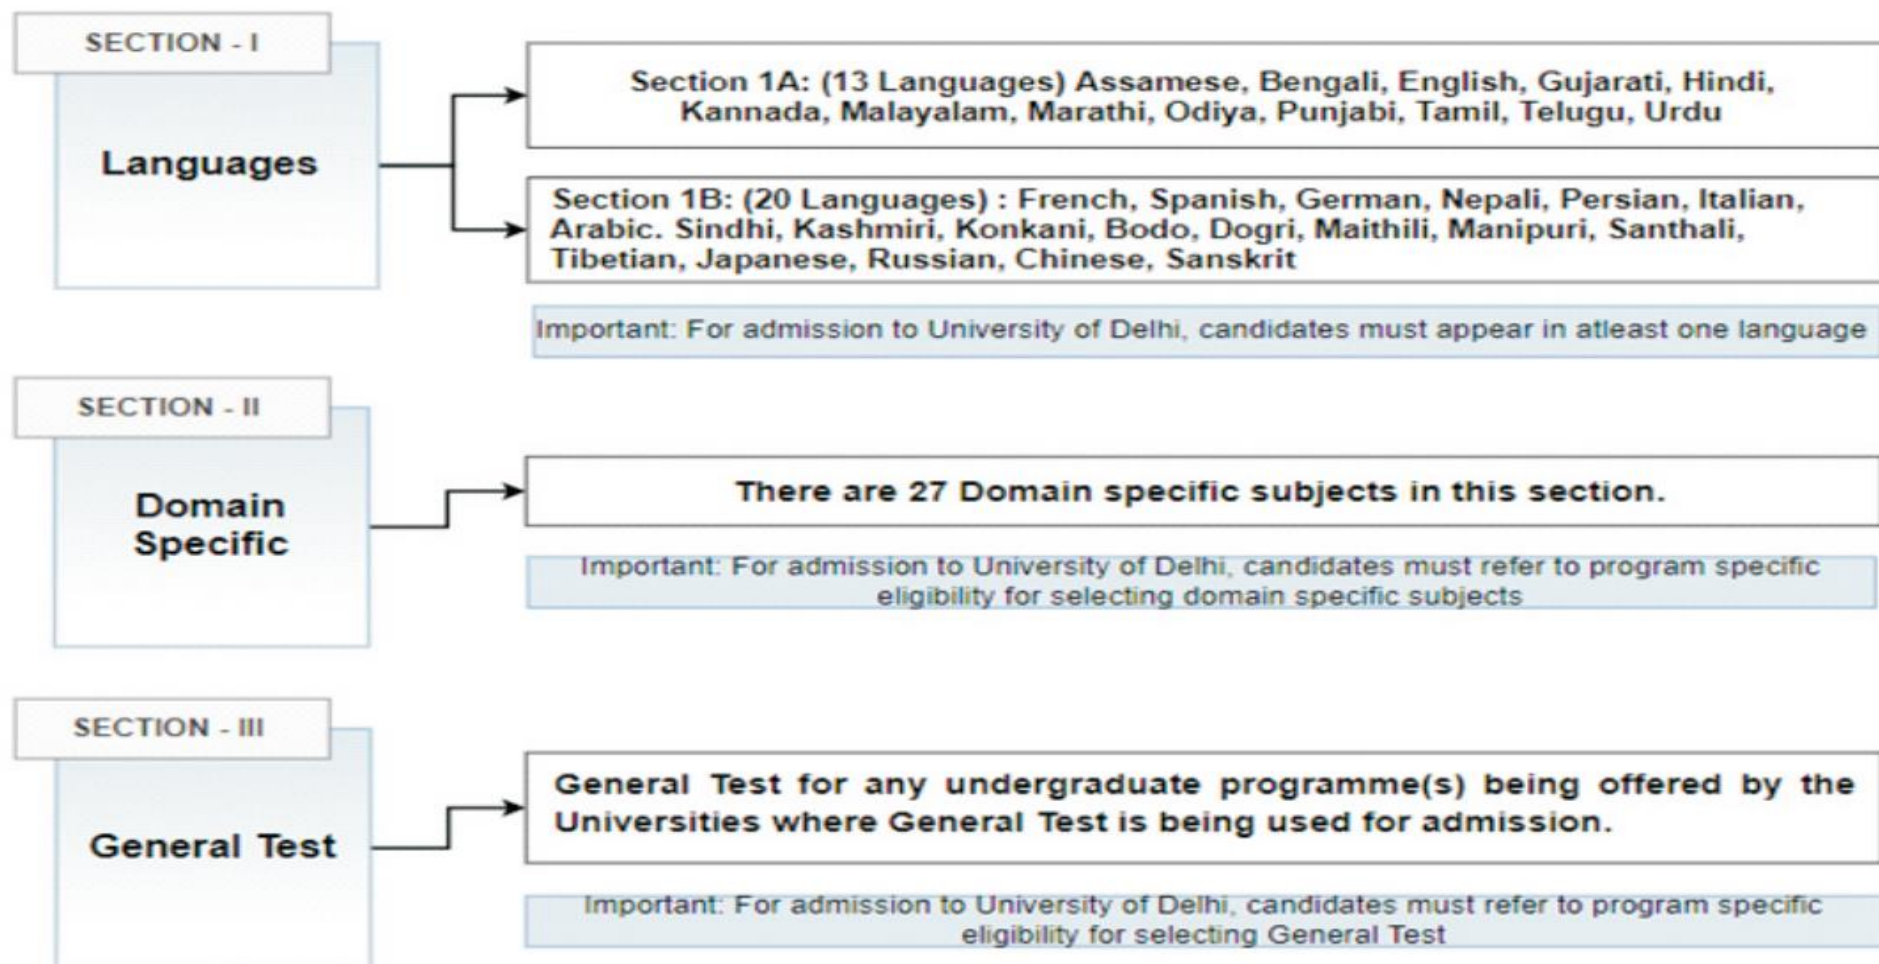 SECTION - I
Languages
Section 1A: (13 Languages) Assamese, Bengali, English, Gujarati, Hindi,
Kannada, Malayalam, Marathi, Odiya, Punjabi, Tamil, Telugu, Urdu
Section 1B: (20 Languages) : French, Spanish, German, Nepali, Persian, Italian,
Arabic. Sindhi, Kashmiri, Konkani, Bodo, Dogri, Maithili, Manipuri, Santhali,
Tibetian, Japanese, Russian, Chinese, Sanskrit
Important: For admission to University of Delhi, candidates must appear in atleast one language
SECTION - II
Domain
Specific
There are 27 Domain specific subjects in this section.
Important: For admission to University of Delhi, candidates must refer to program specific
eligibility for selecting domain specific subjects
SECTION - III
General Test
General Test for any undergraduate programme(s) being offered by the
Universities where General Test is being used for admission.
Important: For admission to University of Delhi, candidates must refer to program specific
eligibility for selecting General Test